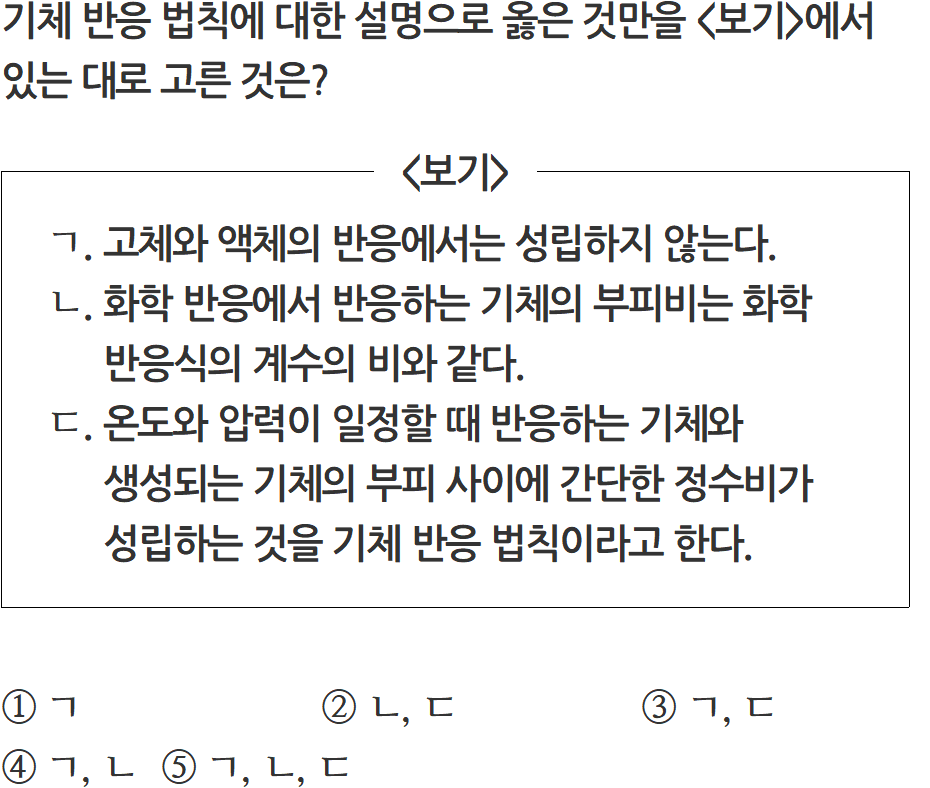 기체 반응 법칙에 대한 설명으로 옳은 것만을 <보기>에서
있는 대로 고른 것은?
<보기>
ㄱ. 고체와 액체의 반응에서는 성립하지 않는다.
ㄴ. 화학 반응에서 반응하는 기체의 부피비는 화학
반응식의 계수의 비와 같다.
ㄷ. 온도와 압력이 일정할 때 반응하는 기체와
생성되는 기체의 부피 사이에 간단한 정수비가
성립하는 것을 기체 반응 법칙이라고 한다.
① ㄱ ② ㄴ, ㄷ ③ ㄱ, ㄷ
④ ㄱ, ㄴ ⑤ ㄱ, ㄴ, ㄷ